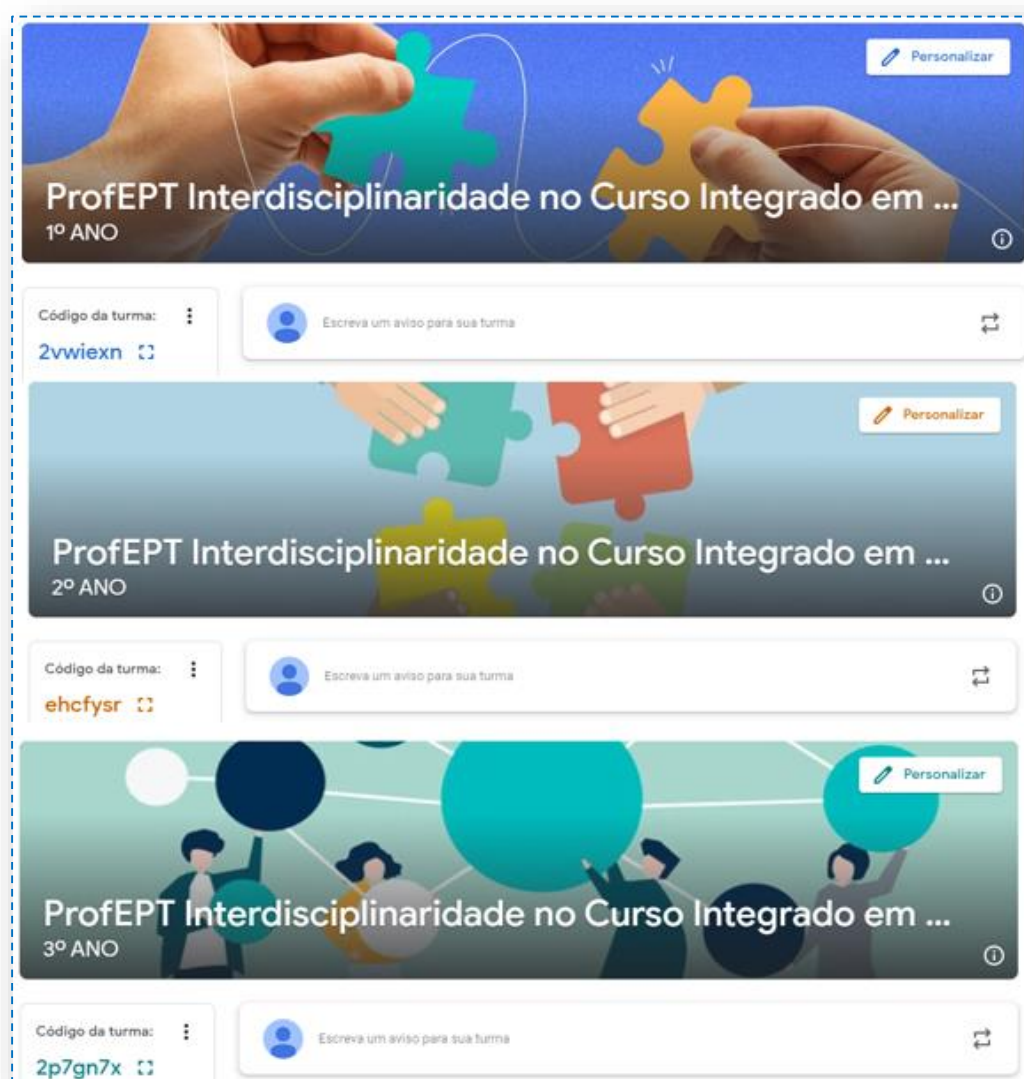 Personalizar
ProfEPT Interdisciplinaridade no Curso Integrado em ...
1º ANO
Código da turma:
Escreva um aviso para sua turma
2vwiexn
Personalizar
ProfEPT Interdisciplinaridade no Curso Integrado em ...
2º ANO
Código da turma:
Escreva um aviso para sua turma
ehcfysr
Personalizar
ProfEPT Interdisciplinaridade no Curso Integrado em ...
3º ANO
Código da turma:
Escreva um aviso para sua turma
2p7gn7x